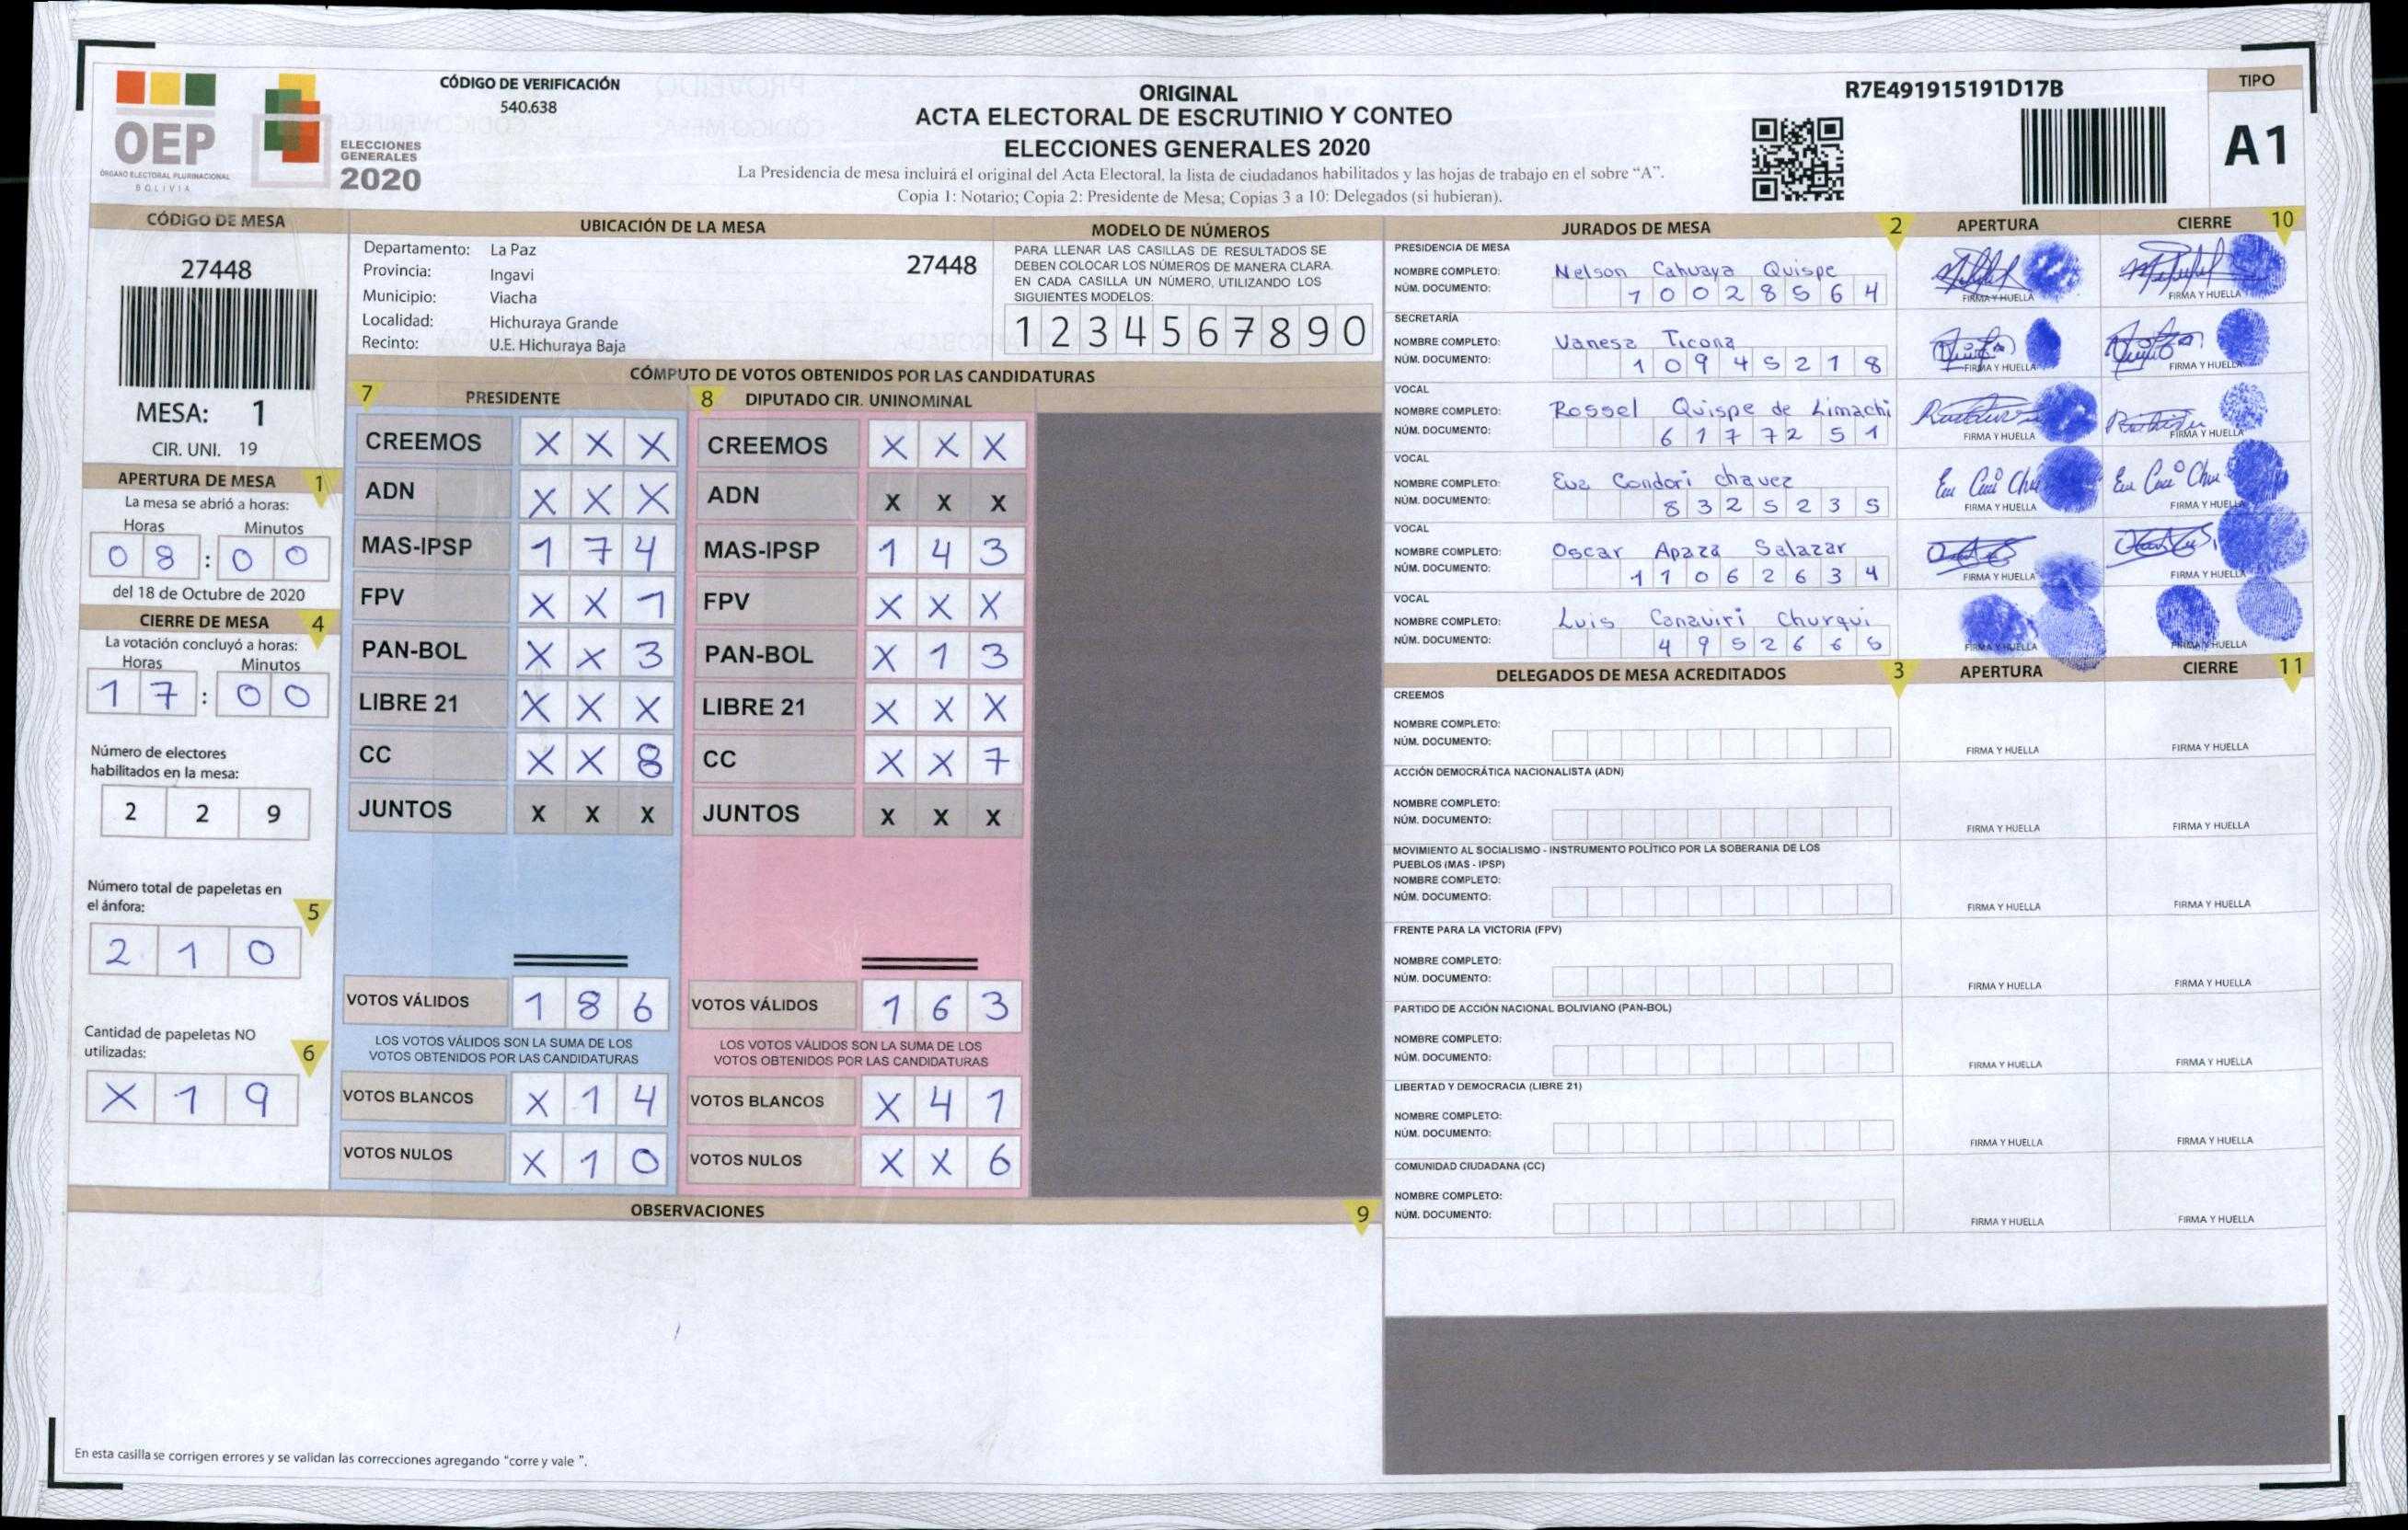 OEP
ÓRGANO ELECTORAL PLURINACIONAL
BOLIVIA
ELECCIONES
GENERALES
2020
CÓDIGO DE VERIFICACIÓN
540.638
ORIGINAL
ACTA ELECTORAL DE ESCRUTINIO Y CONTEO
ELECCIONES GENERALES 2020
La Presidencia de mesa incluirá el original del Acta Electoral, la lista de ciudadanos habilitados y las hojas de trabajo en el sobre “A”.
Copia 1: Notario; Copia 2: Presidente de Mesa; Copias 3 a 10: Delegados (si hubieran).
R7E491915191D17B
TIPO
A1
CÓDIGO DE MESA
27448
MESA: 1
CIR. UNI. 19
APERTURA DE MESA 1
La mesa se abrió a horas:
Horas Minutos
0 8 : 0 0
del 18 de Octubre de 2020
CIERRE DE MESA 4
La votación concluyó a horas:
Horas Minutos
1 7 : 0 0
Número de electores
habilitados en la mesa:
2 2 9
Número total de papeletas en
el ánfora:
5
2 1 0
Cantidad de papeletas NO
utilizadas:
6
X 1 9
UBICACIÓN DE LA MESA
Departamento: La Paz
Provincia: Ingavi
Municipio: Viacha
Localidad: Hichuraya Grande
Recinto: U.E. Hichuraya Baja
27448
MODELO DE NÚMEROS
PARA LLENAR LAS CASILLAS DE RESULTADOS SE
DEBEN COLOCAR LOS NÚMEROS DE MANERA CLARA.
EN CADA CASILLA UN NÚMERO, UTILIZANDO LOS
SIGUIENTES MODELOS:
1 2 3 4 5 6 7 8 9 0
CÓMPUTO DE VOTOS OBTENIDOS POR LAS CANDIDATURAS
7 PRESIDENTE
CREEMOS X X X
ADN X X X
MAS-IPSP 1 7 4
FPV X X 1
PAN-BOL X X 3
LIBRE 21 X X X
CC X X 8
JUNTOS X X X
VOTOS VÁLIDOS 1 8 6
LOS VOTOS VÁLIDOS SON LA SUMA DE LOS
VOTOS OBTENIDOS POR LAS CANDIDATURAS
VOTOS BLANCOS X 1 4
VOTOS NULOS X 1 0
8 DIPUTADO CIR. UNINOMINAL
CREEMOS X X X
ADN X X X
MAS-IPSP 1 4 3
FPV X X X
PAN-BOL X 1 3
LIBRE 21 X X X
CC X X 7
JUNTOS X X X
VOTOS VÁLIDOS 1 6 3
LOS VOTOS VÁLIDOS SON LA SUMA DE LOS
VOTOS OBTENIDOS POR LAS CANDIDATURAS
VOTOS BLANCOS X 4 1
VOTOS NULOS X X 6
OBSERVACIONES 9
En esta casilla se corrigen errores y se validan las correcciones agregando “corre y vale ”.
JURADOS DE MESA 2 APERTURA CIERRE 10
PRESIDENCIA DE MESA
NOMBRE COMPLETO: Nelson Cahuaya Quispe
NÚM. DOCUMENTO: 1 0 0 2 8 5 6 4
FIRMA Y HUELLA FIRMA Y HUELLA
SECRETARÍA
NOMBRE COMPLETO: Vanesa Ticona
NÚM. DOCUMENTO: 1 0 9 4 5 2 1 8
FIRMA Y HUELLA FIRMA Y HUELLA
VOCAL
NOMBRE COMPLETO: Rossel Quispe de Limachi
NÚM. DOCUMENTO: 6 1 7 7 2 5 1
FIRMA Y HUELLA FIRMA Y HUELLA
VOCAL
NOMBRE COMPLETO: Eva Condori chavez
NÚM. DOCUMENTO: 8 3 2 5 2 3 5
FIRMA Y HUELLA FIRMA Y HUELLA
VOCAL
NOMBRE COMPLETO: Oscar Apaza Salazar
NÚM. DOCUMENTO: 1 1 0 6 2 6 3 4
FIRMA Y HUELLA FIRMA Y HUELLA
VOCAL
NOMBRE COMPLETO: Luis Canaviri Churqui
NÚM. DOCUMENTO: 4 9 5 2 6 6 5
FIRMA Y HUELLA FIRMA Y HUELLA
DELEGADOS DE MESA ACREDITADOS 3 APERTURA CIERRE 11
CREEMOS
NOMBRE COMPLETO:
NÚM. DOCUMENTO:
FIRMA Y HUELLA FIRMA Y HUELLA
ACCIÓN DEMOCRÁTICA NACIONALISTA (ADN)
NOMBRE COMPLETO:
NÚM. DOCUMENTO:
FIRMA Y HUELLA FIRMA Y HUELLA
MOVIMIENTO AL SOCIALISMO - INSTRUMENTO POLÍTICO POR LA SOBERANIA DE LOS
PUEBLOS (MAS - IPSP)
NOMBRE COMPLETO:
NÚM. DOCUMENTO:
FIRMA Y HUELLA FIRMA Y HUELLA
FRENTE PARA LA VICTORIA (FPV)
NOMBRE COMPLETO:
NÚM. DOCUMENTO:
FIRMA Y HUELLA FIRMA Y HUELLA
PARTIDO DE ACCIÓN NACIONAL BOLIVIANO (PAN-BOL)
NOMBRE COMPLETO:
NÚM. DOCUMENTO:
FIRMA Y HUELLA FIRMA Y HUELLA
LIBERTAD Y DEMOCRACIA (LIBRE 21)
NOMBRE COMPLETO:
NÚM. DOCUMENTO:
FIRMA Y HUELLA FIRMA Y HUELLA
COMUNIDAD CIUDADANA (CC)
NOMBRE COMPLETO:
NÚM. DOCUMENTO:
FIRMA Y HUELLA FIRMA Y HUELLA